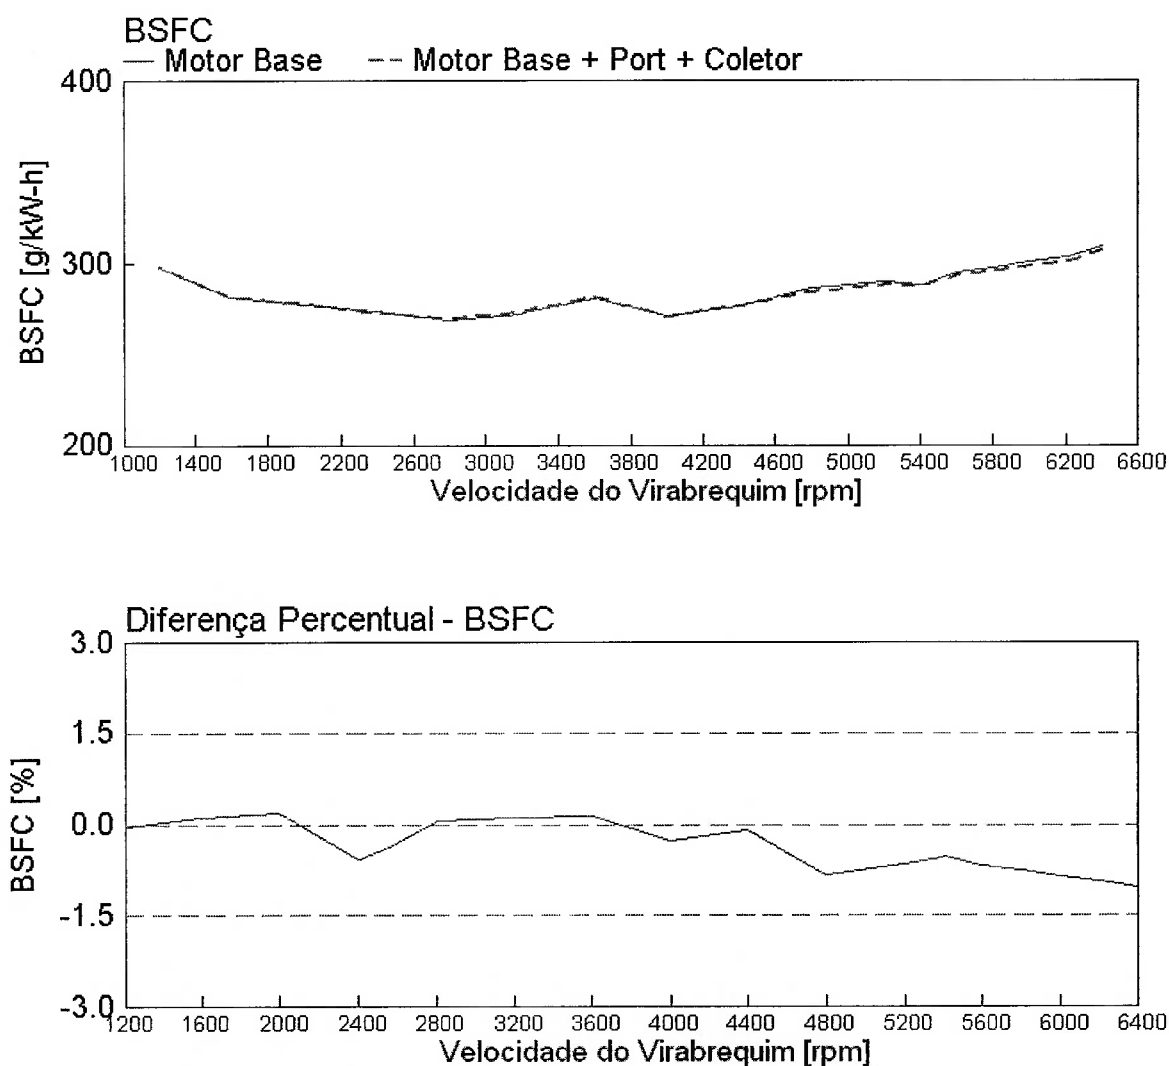 BSFC
Motor Base Motor Base + Port + Coletor
400
300
200
BSFC [g/kW-h]
1000 1400 1800 2200 2600 3000 3400 3800 4200 4600 5000 5400 5800 6200 6600
Velocidade do Virabrequim [rpm]
Diferença Percentual - BSFC
3.0
1.5
0.0
-1.5
-3.0
BSFC [%]
1200 1600 2000 2400 2800 3200 3600 4000 4400 4800 5200 5600 6000 6400
Velocidade do Virabrequim [rpm]